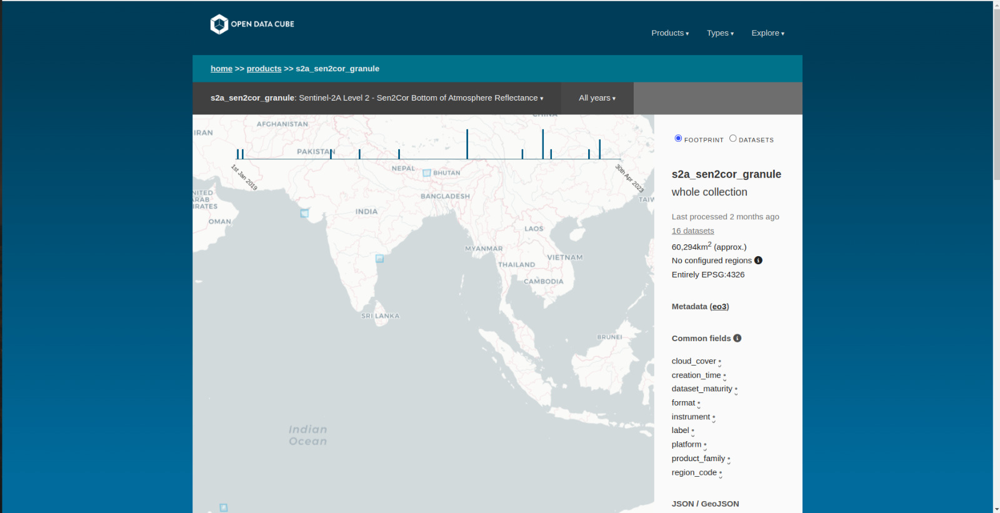 OPEN DATA CUBE
Products ▾ Types ▾ Explore ▾
home >> products >> s2a_sen2cor_granule
s2a_sen2cor_granule: Sentinel-2A Level 2 - Sen2Cor Bottom of Atmosphere Reflectance ▾ All years ▾
CHINA
AFGHANISTAN
IRAN
PAKISTAN
NEPAL
BHUTAN
1st Jan 2019
30th Apr 2023
NITED
ARAB
IRATES
BANGLADESH
TAIW
INDIA
OMAN
LAOS
MYANMAR
VIETNAM
THAILAND
CAMBODIA
SRI LANKA
BRUNEI
Indian
Ocean
FOOTPRINT DATASETS
s2a_sen2cor_granule
whole collection
Last processed 2 months ago
16 datasets
60,294km2 (approx.)
No configured regions
Entirely EPSG:4326
Metadata (eo3)
Common fields
cloud_cover
creation_time
dataset_maturity
format
instrument
label
platform
product_family
region_code
JSON / GeoJSON